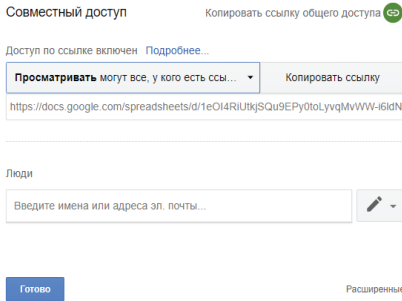 Совместный доступ
Копировать ссылку общего доступа
Доступ по ссылке включен Подробнее...
Просматривать могут все, у кого есть ссы...
Копировать ссылку
https://docs.google.com/spreadsheets/d/1eOI4RiUtkjSQu9EPy0toLyvqMvWW-i6ldN
Люди
Введите имена или адреса эл. почты...
Готово
Расширенные